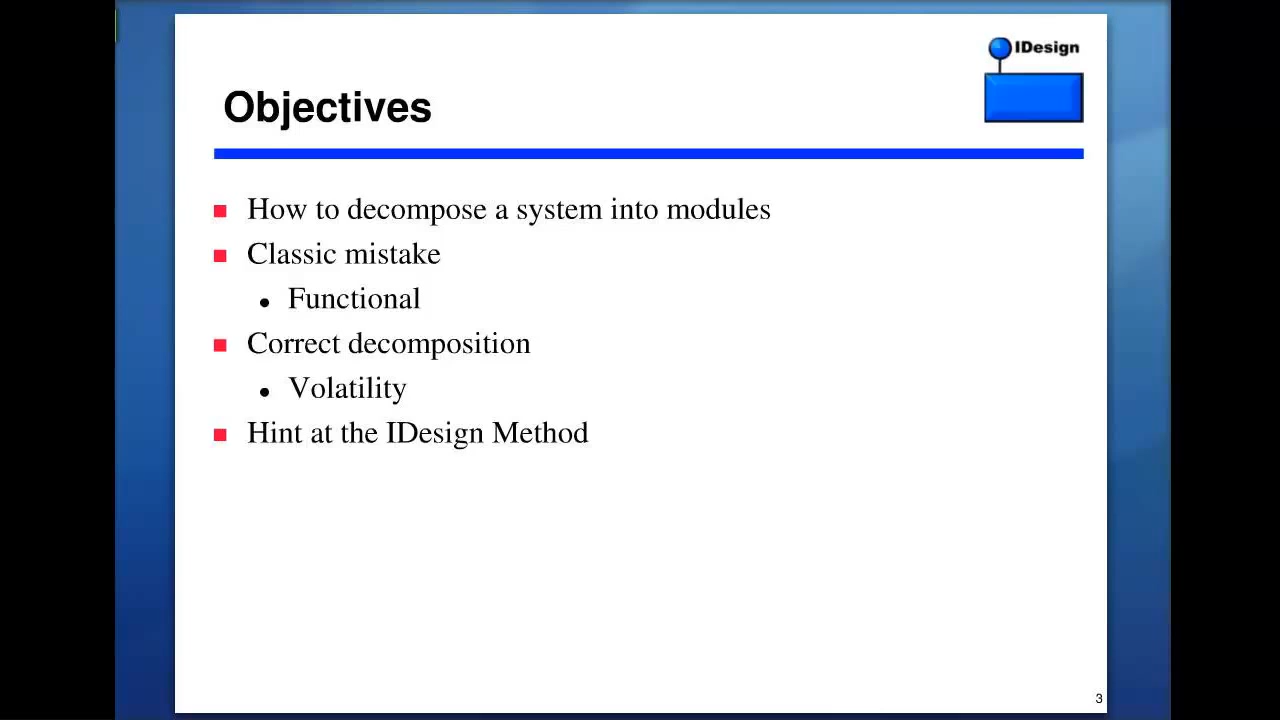 IDesign
Objectives
How to decompose a system into modules
Classic mistake
Functional
Correct decomposition
Volatility
Hint at the IDesign Method
3